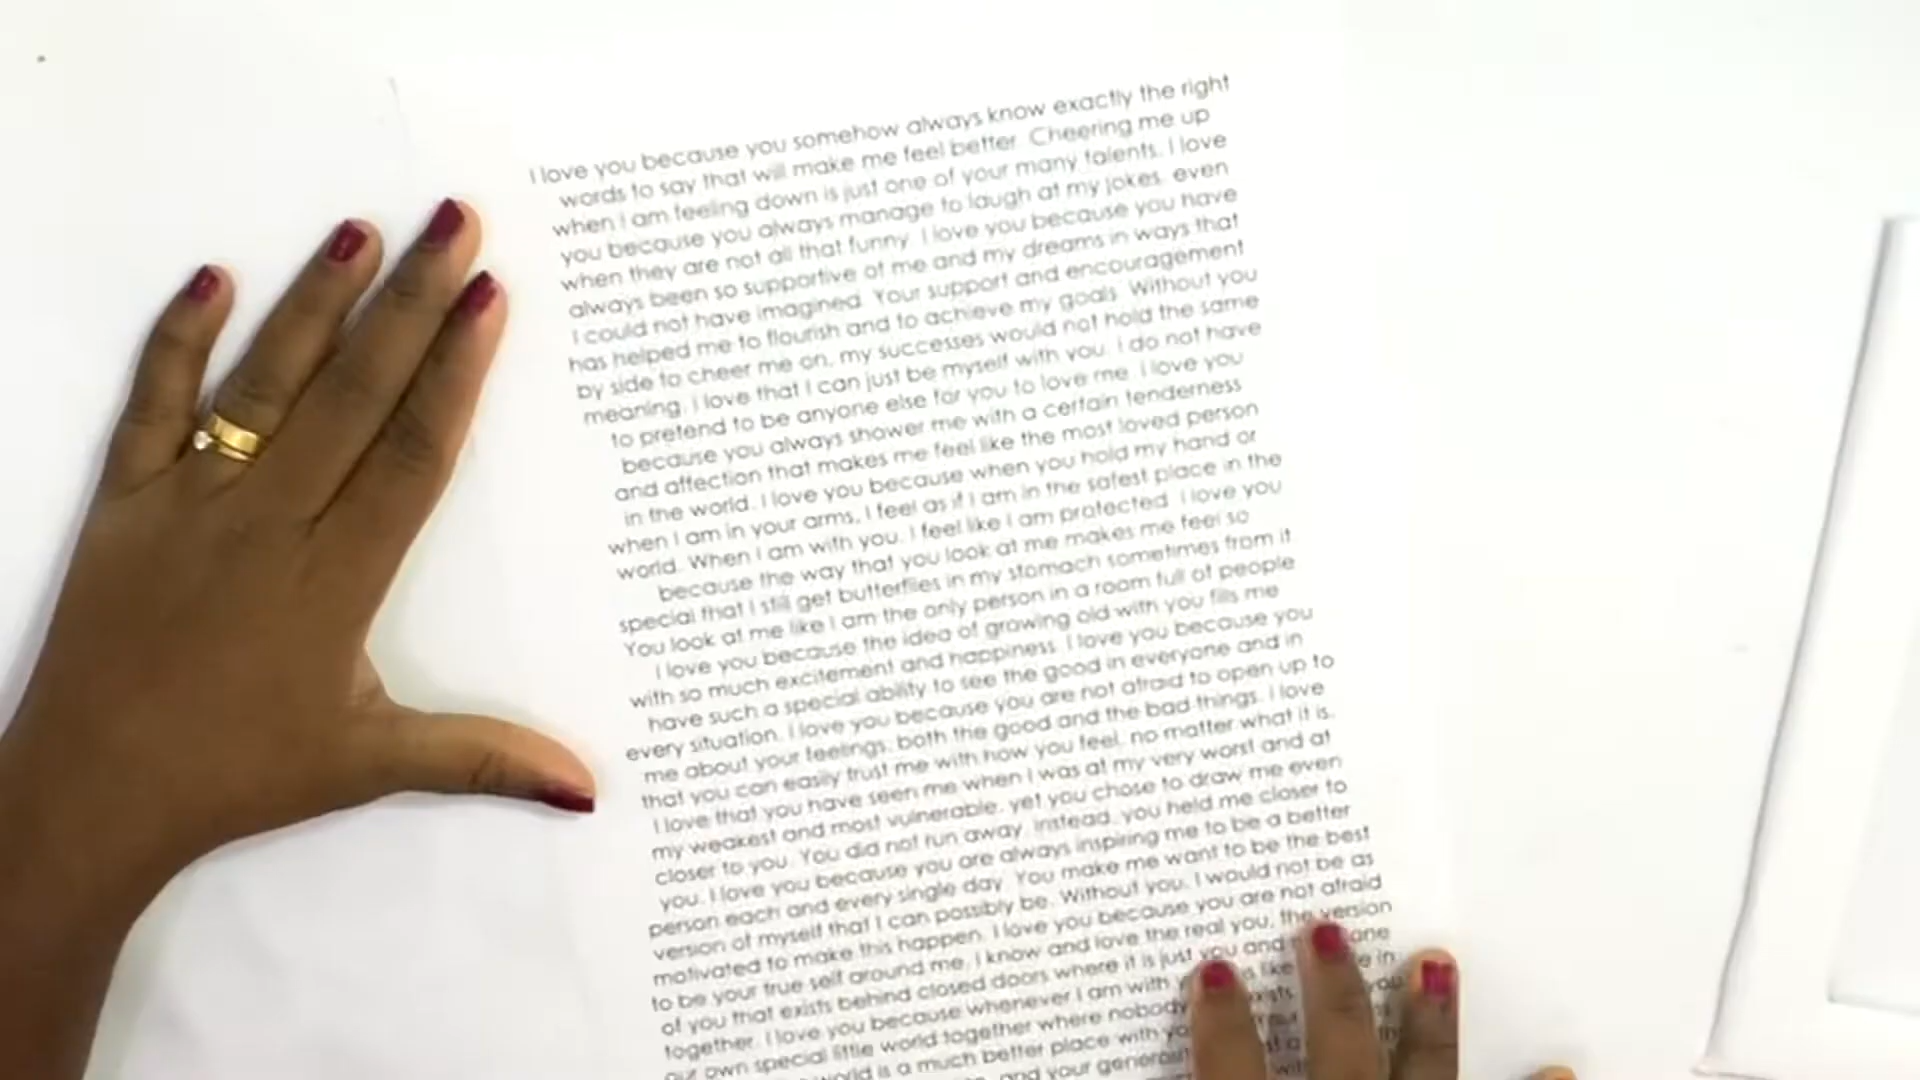 I love you because you somehow always know exactly the right
words to say that will make me feel better. Cheering me up
when I am feeling down is just one of your many talents. I love
you because you always manage to laugh at my jokes, even
when they are not all that funny. I love you because you have
always been so supportive of me and my dreams in ways that
I could not have imagined. Your support and encouragement
has helped me to flourish and to achieve my goals. Without you
by side to cheer me on, my successes would not hold the same
meaning. I love that I can just be myself with you. I do not have
to pretend to be anyone else for you to love me. I love you
because you always shower me with a certain tenderness
and affection that makes me feel like the most loved person
in the world. I love you because when you hold my hand or
when I am in your arms, I feel as if I am in the safest place in the
world. When I am with you, I feel like I am protected. I love you
because the way that you look at me makes me feel so
special that I still get butterflies in my stomach sometimes from it.
You look at me like I am the only person in a room full of people
I love you because the idea of growing old with you fills me
with so much excitement and happiness. I love you because you
have such a special ability to see the good in everyone and in
every situation. I love you because you are not afraid to open up to
me about your feelings, both the good and the bad things. I love
that you can easily trust me with how you feel, no matter what it is.
I love that you have seen me when I was at my very worst and at
my weakest and most vulnerable, yet you chose to draw me even
closer to you. You did not run away, instead, you held me closer to
you. I love you because you are always inspiring me to be a better
person each and every single day. You make me want to be the best
version of myself that I can possibly be. Without you, I would not be as
motivated to make this happen. I love you because you are not afraid
to be your true self around me. I know and love the real you, the version
of you that exists behind closed doors where it is just you and
together. I love you because whenever I am with like in
our own special little world together where nobody
world is a much better place with
and your